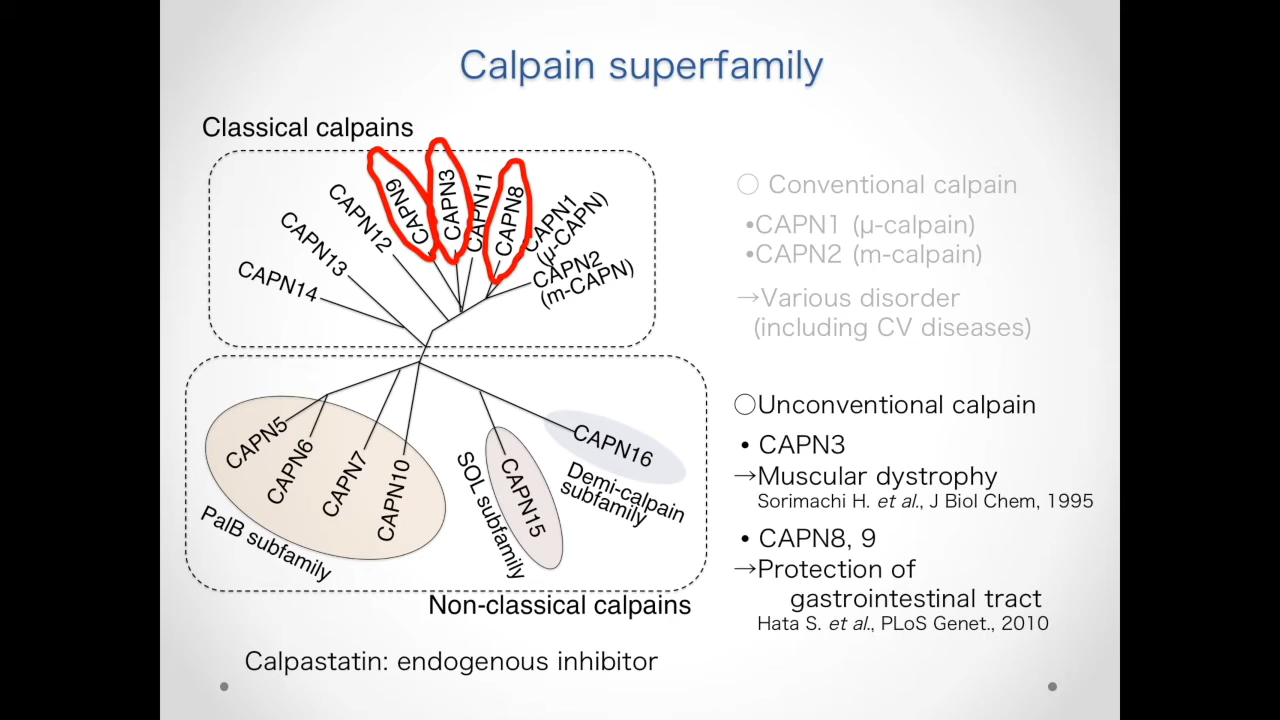 Calpain superfamily
Classical calpains
CAPN14
CAPN13
CAPN12
CAPN9
CAPN3
CAPN11
CAPN8
CAPN1
(μ-CAPN)
CAPN2
(m-CAPN)
CAPN5
CAPN6
CAPN7
CAPN10
PalB subfamily
CAPN15
SOL subfamily
CAPN16
Demi-calpain
subfamily
Non-classical calpains
Calpastatin: endogenous inhibitor
○ Conventional calpain
•CAPN1 (μ-calpain)
•CAPN2 (m-calpain)
→Various disorder
(including CV diseases)
○Unconventional calpain
• CAPN3
→Muscular dystrophy
Sorimachi H. et al., J Biol Chem, 1995
• CAPN8, 9
→Protection of
gastrointestinal tract
Hata S. et al., PLoS Genet., 2010